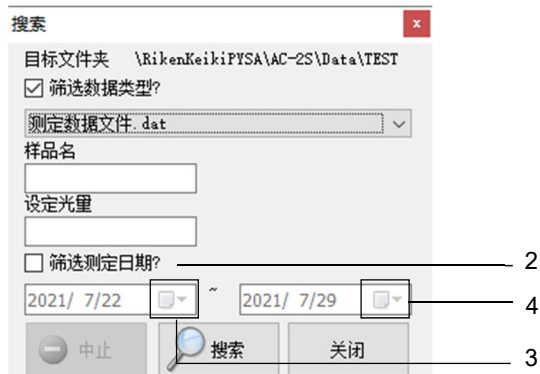 搜索 x
目标文件夹 \RikenKeikiPYSA\AC-2S\Data\TEST
筛选数据类型?
测定数据文件.dat
样品名
设定光量
筛选测定日期? 2
2021/ 7/22 ~ 2021/ 7/29 4
中止 搜索 关闭
3